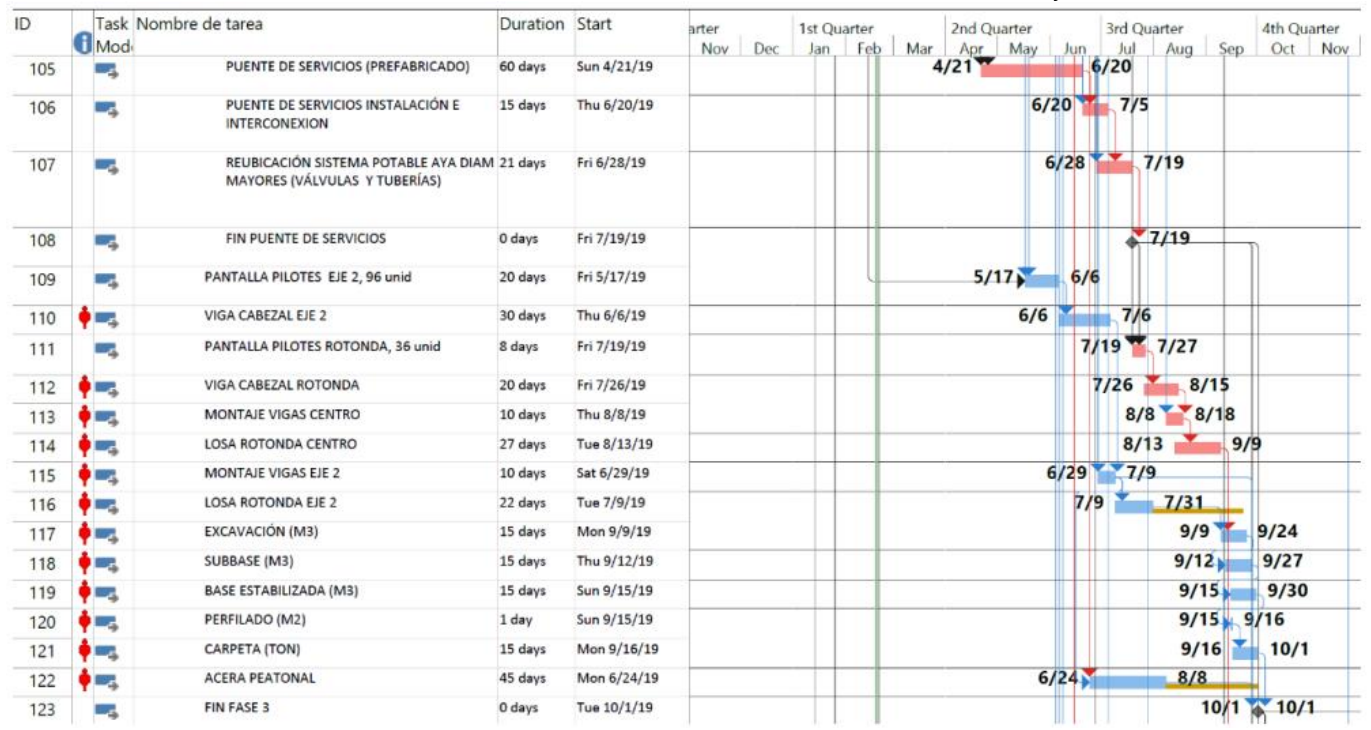 ID Task Mode Nombre de tarea Duration Start arter 1st Quarter 2nd Quarter 3rd Quarter 4th Quarter
Nov Dec Jan Feb Mar Apr May Jun Jul Aug Sep Oct Nov
105 PUENTE DE SERVICIOS (PREFABRICADO) 60 days Sun 4/21/19 4/21 6/20
106 PUENTE DE SERVICIOS INSTALACIÓN E 15 days Thu 6/20/19 6/20 7/5
INTERCONEXION
107 REUBICACIÓN SISTEMA POTABLE AYA DIAM 21 days Fri 6/28/19 6/28 7/19
MAYORES (VÁLVULAS Y TUBERÍAS)
108 FIN PUENTE DE SERVICIOS 0 days Fri 7/19/19 7/19
109 PANTALLA PILOTES EJE 2, 96 unid 20 days Fri 5/17/19 5/17 6/6
110 VIGA CABEZAL EJE 2 30 days Thu 6/6/19 6/6 7/6
111 PANTALLA PILOTES ROTONDA, 36 unid 8 days Fri 7/19/19 7/19 7/27
112 VIGA CABEZAL ROTONDA 20 days Fri 7/26/19 7/26 8/15
113 MONTAJE VIGAS CENTRO 10 days Thu 8/8/19 8/8 8/18
114 LOSA ROTONDA CENTRO 27 days Tue 8/13/19 8/13 9/9
115 MONTAJE VIGAS EJE 2 10 days Sat 6/29/19 6/29 7/9
116 LOSA ROTONDA EJE 2 22 days Tue 7/9/19 7/9 7/31
117 EXCAVACIÓN (M3) 15 days Mon 9/9/19 9/9 9/24
118 SUBBASE (M3) 15 days Thu 9/12/19 9/12 9/27
119 BASE ESTABILIZADA (M3) 15 days Sun 9/15/19 9/15 9/30
120 PERFILADO (M2) 1 day Sun 9/15/19 9/15 9/16
121 CARPETA (TON) 15 days Mon 9/16/19 9/16 10/1
122 ACERA PEATONAL 45 days Mon 6/24/19 6/24 8/8
123 FIN FASE 3 0 days Tue 10/1/19 10/1 10/1